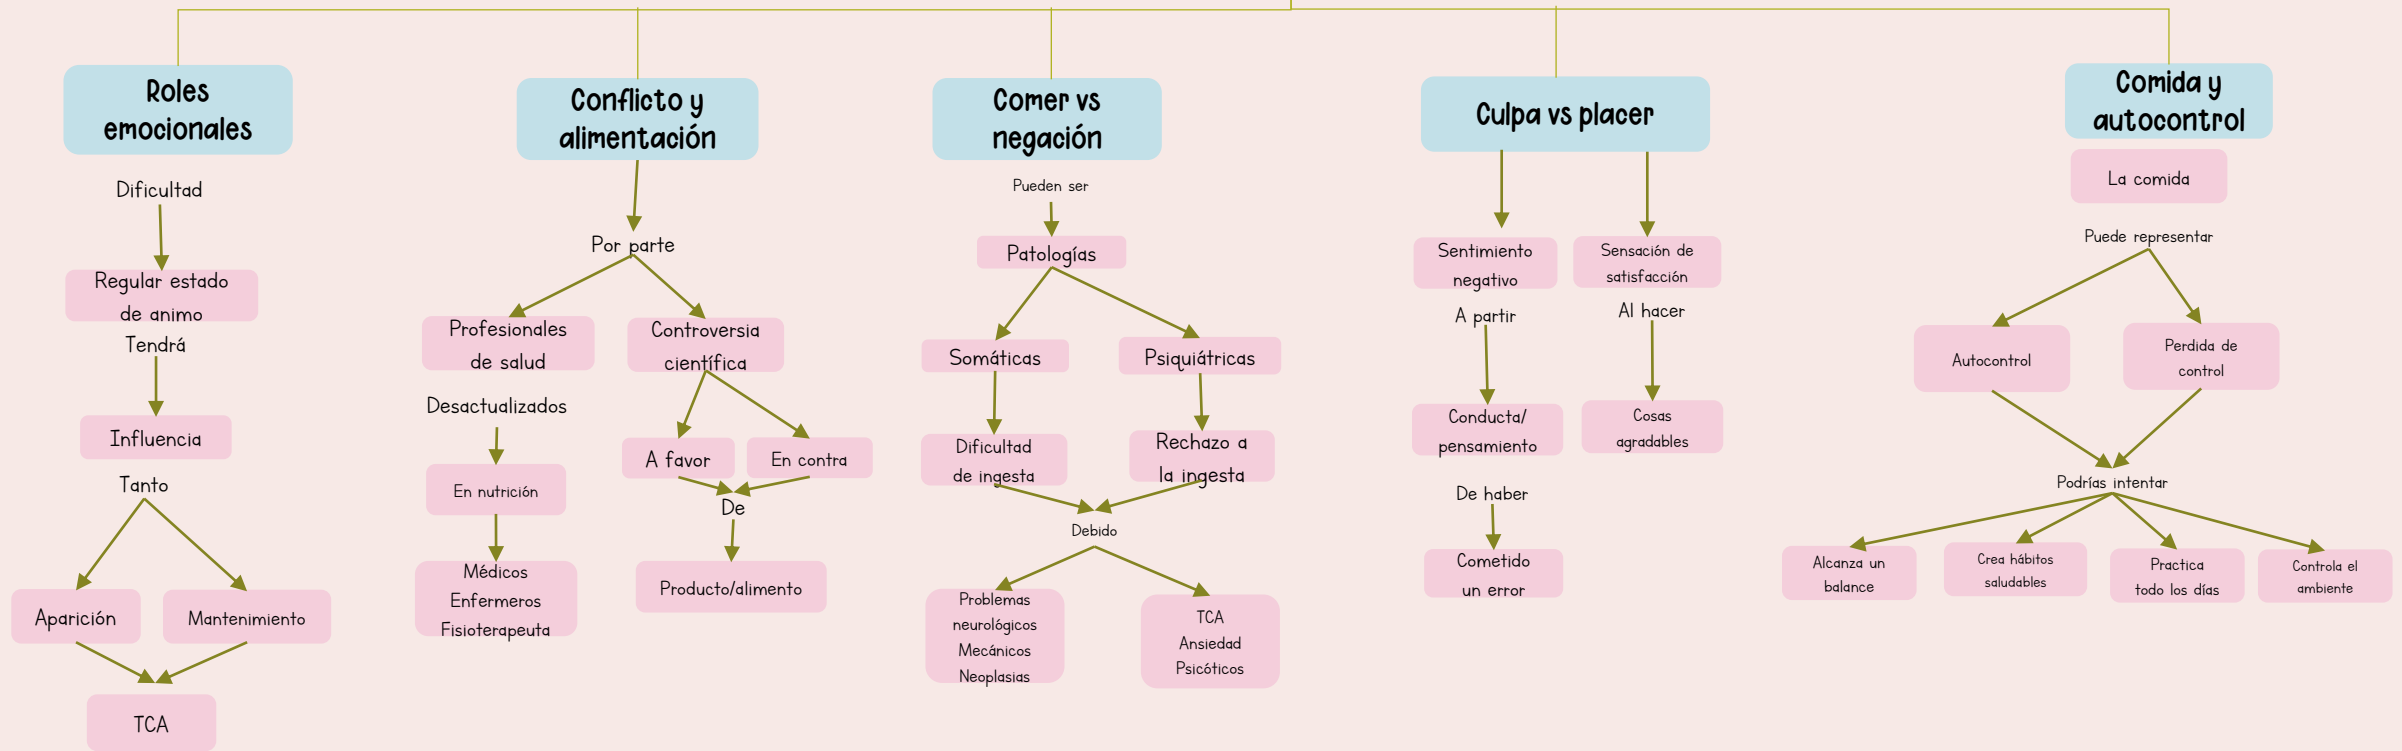 Roles
emocionales
Dificultad
Regular estado
de animo
Tendrá
Influencia
Tanto
Aparición
Mantenimiento
TCA
Conflicto y
alimentación
Por parte
Profesionales
de salud
Desactualizados
En nutrición
Médicos
Enfermeros
Fisioterapeuta
Controversia
científica
A favor
En contra
De
Producto/alimento
Comer vs
negación
Pueden ser
Patologías
Somáticas
Psiquiátricas
Dificultad
de ingesta
Rechazo a
la ingesta
Debido
Problemas
neurológicos
Mecánicos
Neoplasias
TCA
Ansiedad
Psicóticos
Culpa vs placer
Sentimiento
negativo
A partir
Conducta/
pensamiento
De haber
Cometido
un error
Sensación de
satisfacción
Al hacer
Cosas
agradables
Comida y
autocontrol
La comida
Puede representar
Autocontrol
Perdida de
control
Podrías intentar
Alcanza un
balance
Crea hábitos
saludables
Practica
todo los días
Controla el
ambiente